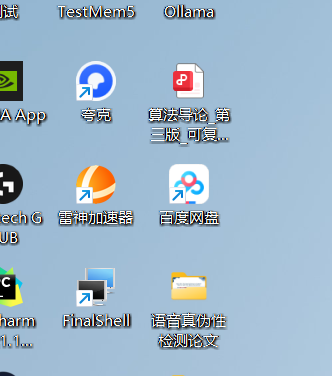 测试
TestMem5
Ollama
A App
夸克
算法导论_第
三版_可复...
tech G
UB
雷神加速器
百度网盘
harm
1.1...
FinalShell
语音真伪性
检测论文